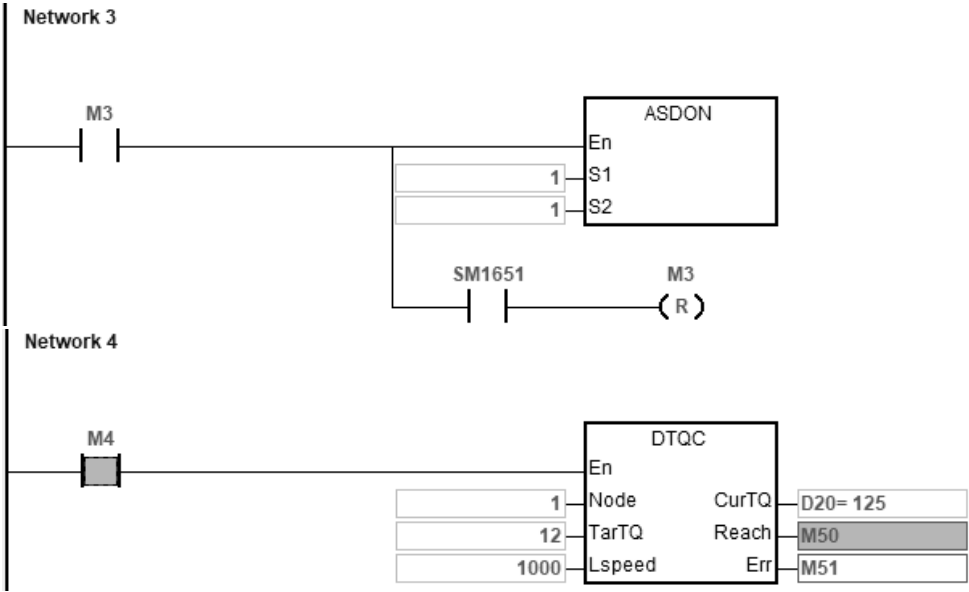 Network 3
M3
ASDON
En
1 S1
1 S2
SM1651 M3
R
Network 4
M4
DTQC
En
1 Node CurTQ D20= 125
12 TarTQ Reach M50
1000 Lspeed Err M51